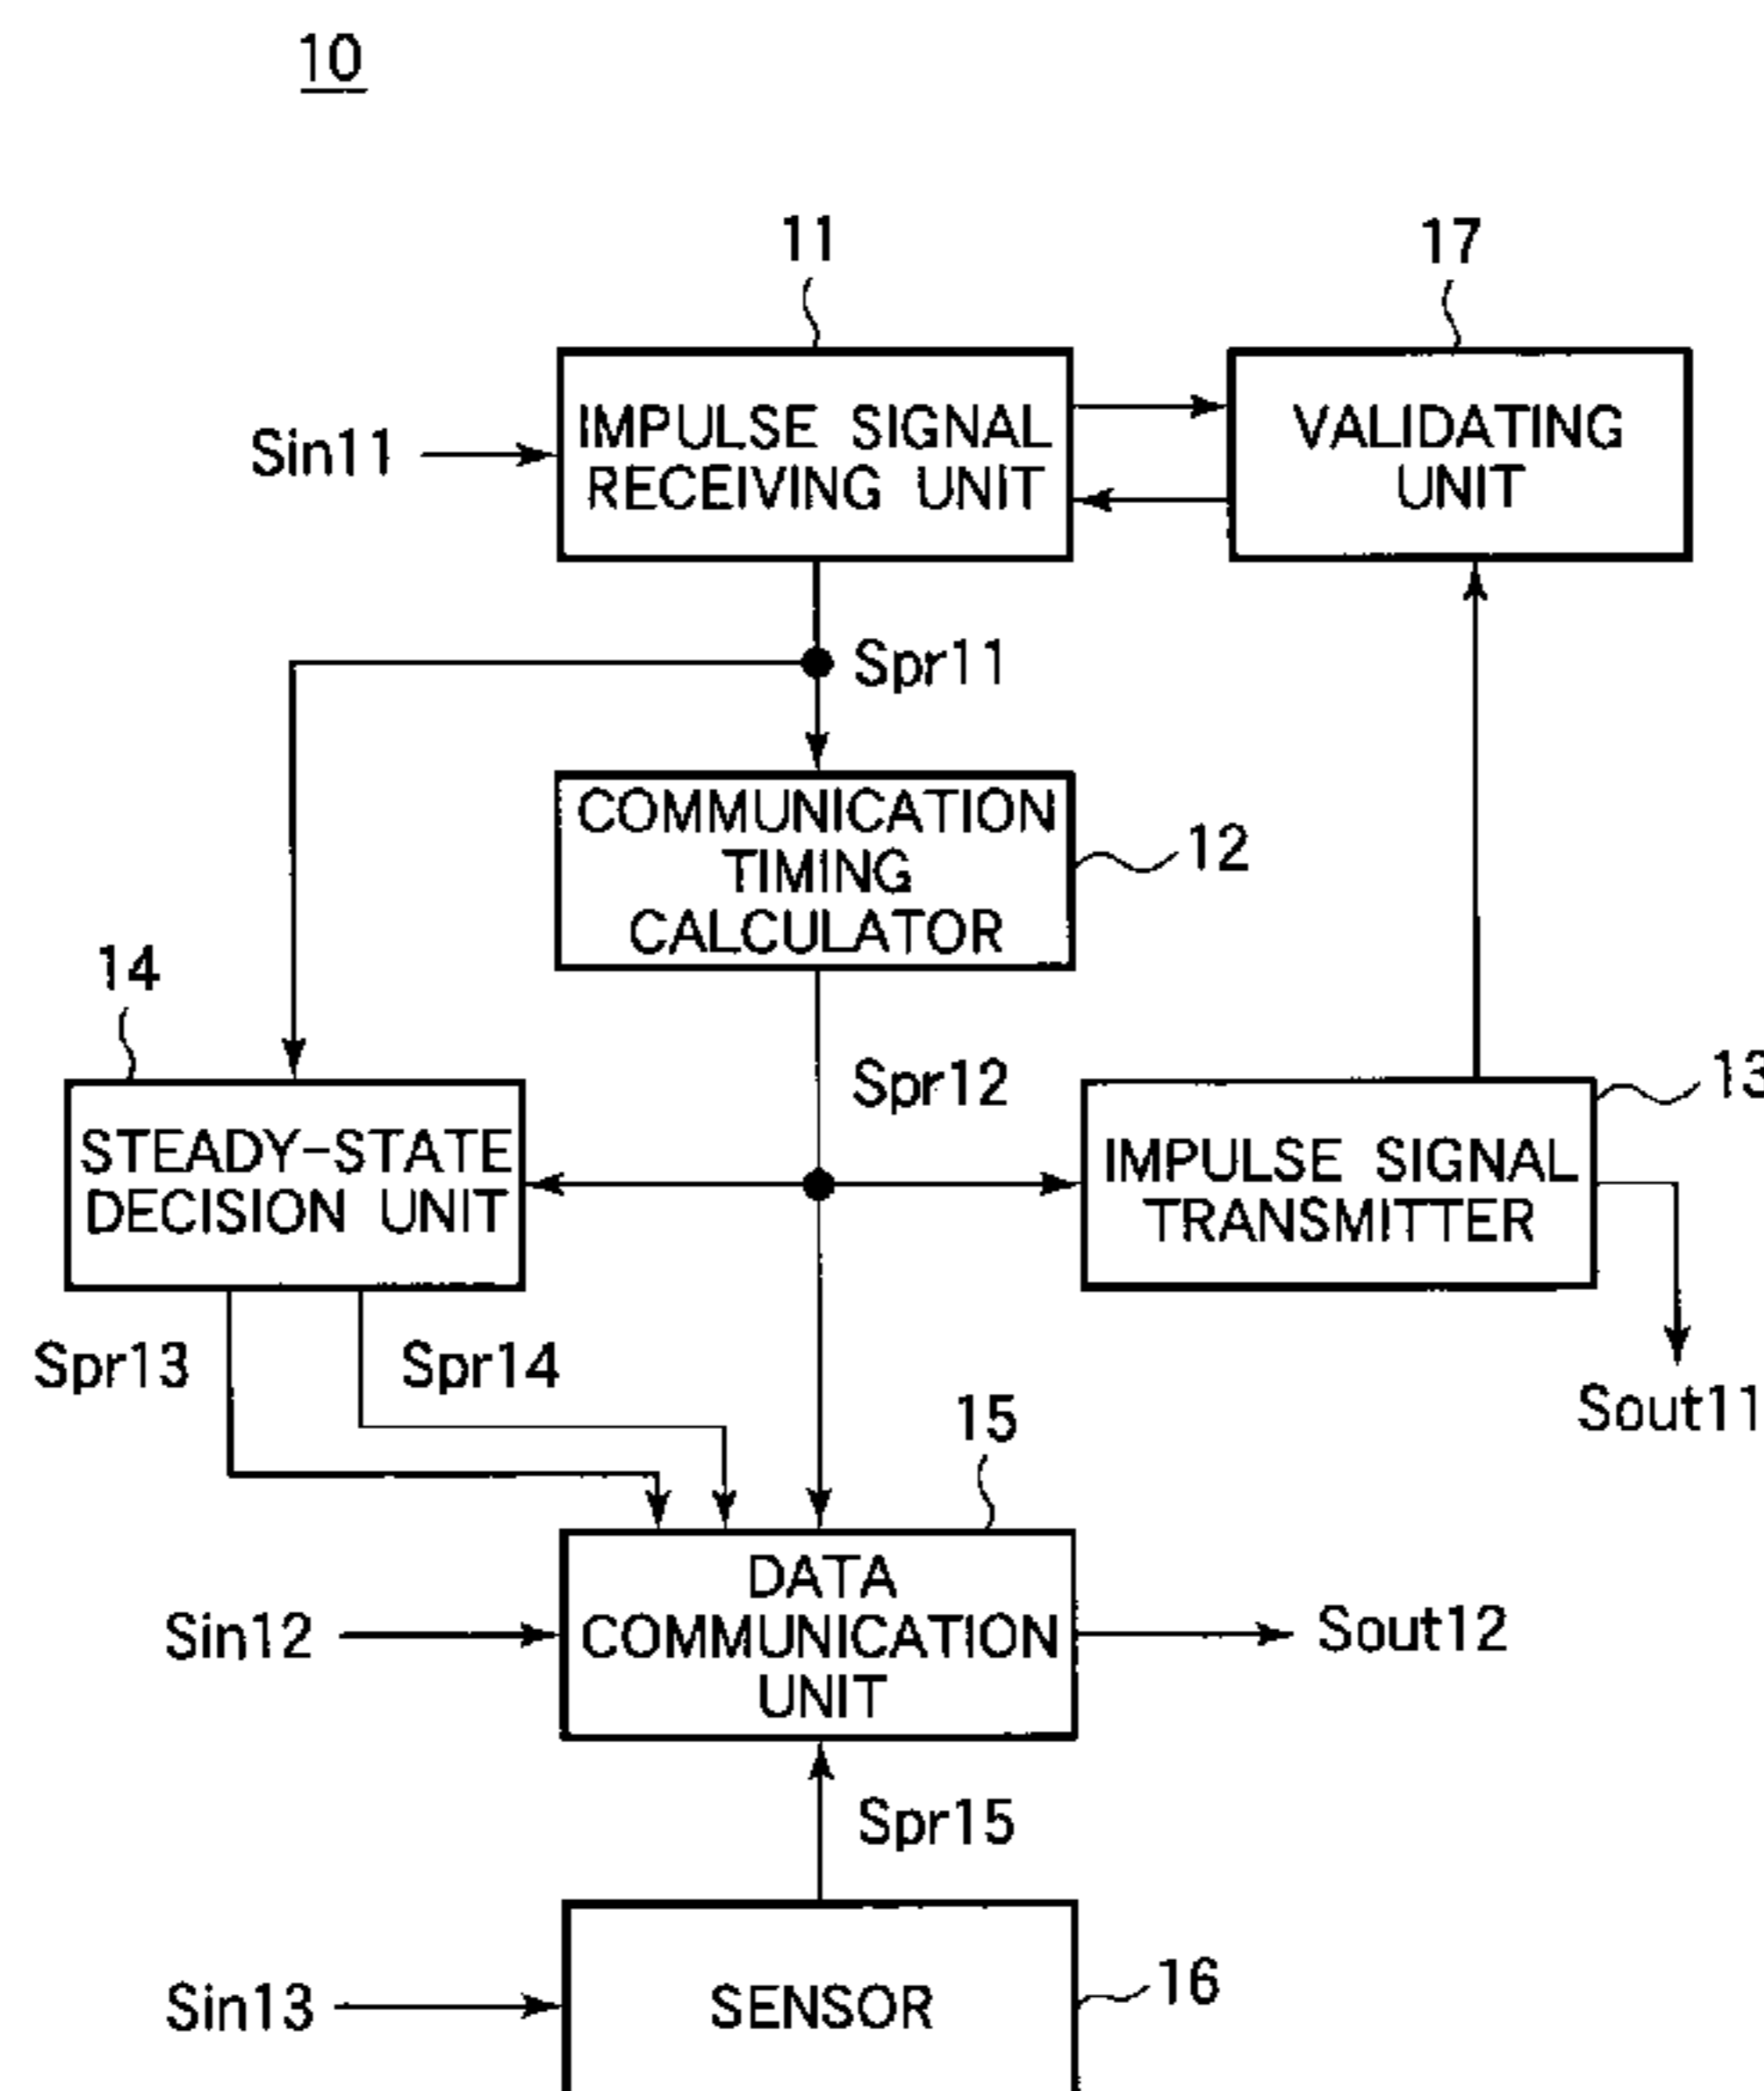 10
11
17
Sin11
IMPULSE SIGNAL
RECEIVING UNIT
VALIDATING
UNIT
Spr11
COMMUNICATION
TIMING
CALCULATOR
12
14
Spr12
13
STEADY-STATE
DECISION UNIT
IMPULSE SIGNAL
TRANSMITTER
Spr13
Spr14
15
Sout11
DATA
COMMUNICATION
UNIT
Sin12
Sout12
Spr15
Sin13
SENSOR
16